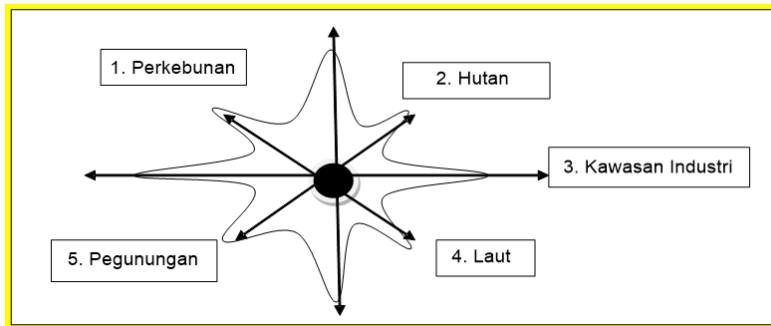 1. Perkebunan
2. Hutan
3. Kawasan Industri
4. Laut
5. Pegunungan